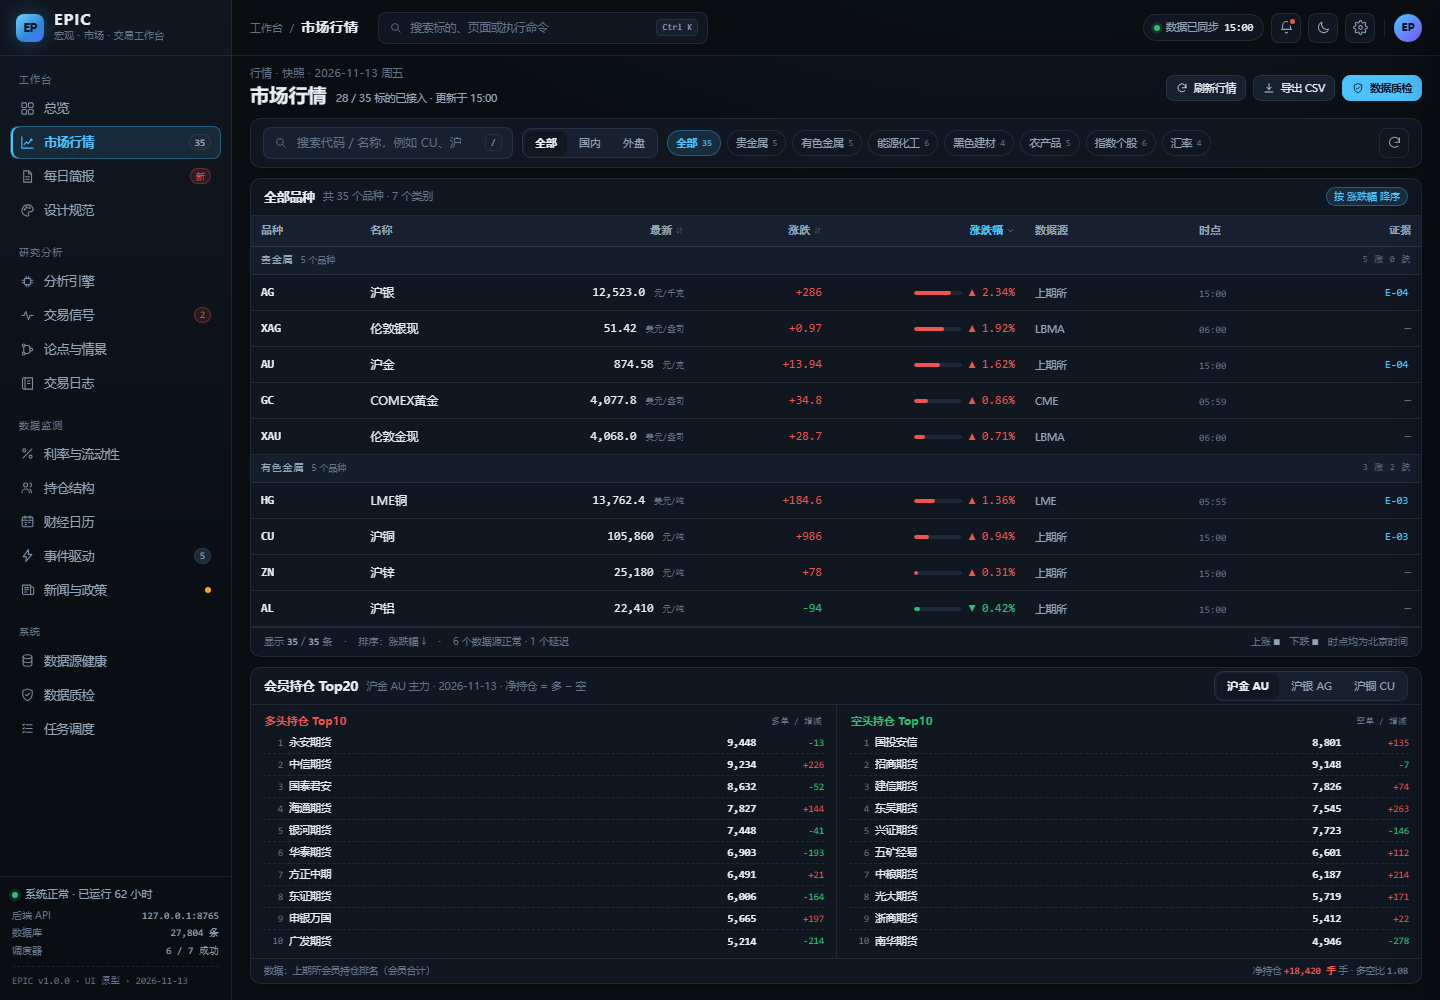 EP
EPIC
宏观 · 市场 · 交易工作台
工作台
总览
市场行情 35
每日简报 新
设计规范
研究分析
分析引擎
交易信号 2
论点与情景
交易日志
数据监测
利率与流动性
持仓结构
财经日历
事件驱动 5
新闻与政策
系统
数据源健康
数据质检
任务调度
系统正常 · 已运行 62 小时
后端 API 127.0.0.1:8765
数据库 27,804 条
调度器 6 / 7 成功
EPIC v1.0.0 · UI 原型 · 2026-11-13
工作台 / 市场行情
搜索标的、页面或执行命令 Ctrl K
数据已同步 15:00
EP
行情 · 快照 · 2026-11-13 周五
市场行情 28 / 35 标的已接入 · 更新于 15:00
刷新行情 导出 CSV 数据质检
搜索代码 / 名称，例如 CU、沪 /
全部 国内 外盘
全部 35 贵金属 5 有色金属 5 能源化工 6 黑色建材 4 农产品 5 指数个股 6 汇率 4
全部品种 共 35 个品种 · 7 个类别 按 涨跌幅 降序
品种 名称 最新 涨跌 涨跌幅 数据源 时点 证据
贵金属 5 个品种 5 涨 0 跌
AG 沪银 12,523.0 元/千克 +286 ▲ 2.34% 上期所 15:00 E-04
XAG 伦敦银现 51.42 美元/盎司 +0.97 ▲ 1.92% LBMA 06:00 —
AU 沪金 874.58 元/克 +13.94 ▲ 1.62% 上期所 15:00 E-04
GC COMEX黄金 4,077.8 美元/盎司 +34.8 ▲ 0.86% CME 05:59 —
XAU 伦敦金现 4,068.0 美元/盎司 +28.7 ▲ 0.71% LBMA 06:00 —
有色金属 5 个品种 3 涨 2 跌
HG LME铜 13,762.4 美元/吨 +184.6 ▲ 1.36% LME 05:55 E-03
CU 沪铜 105,860 元/吨 +986 ▲ 0.94% 上期所 15:00 E-03
ZN 沪锌 25,180 元/吨 +78 ▲ 0.31% 上期所 15:00 —
AL 沪铝 22,410 元/吨 -94 ▼ 0.42% 上期所 15:00 —
显示 35 / 35 条 · 排序：涨跌幅 ↓ · 6 个数据源正常 · 1 个延迟 上涨 ■ 下跌 ■ 时点均为北京时间
会员持仓 Top20 沪金 AU 主力 · 2026-11-13 · 净持仓 = 多 − 空 沪金 AU 沪银 AG 沪铜 CU
多头持仓 Top10 多单 / 增减
1 永安期货 9,448 -13
2 中信期货 9,234 +226
3 国泰君安 8,632 -52
4 海通期货 7,827 +144
5 银河期货 7,448 -41
6 华泰期货 6,903 -193
7 方正中期 6,491 +21
8 东证期货 6,006 -164
9 申银万国 5,665 +197
10 广发期货 5,214 -214
空头持仓 Top10 空单 / 增减
1 国投安信 8,801 +135
2 招商期货 9,148 -7
3 建信期货 7,826 +74
4 东吴期货 7,545 +263
5 兴证期货 7,723 -146
6 五矿经易 6,601 +112
7 中粮期货 6,187 +214
8 光大期货 5,719 +171
9 浙商期货 5,412 +22
10 南华期货 4,946 -278
数据：上期所会员持仓排名（会员合计） 净持仓 +18,420 手 手 · 多空比 1.08